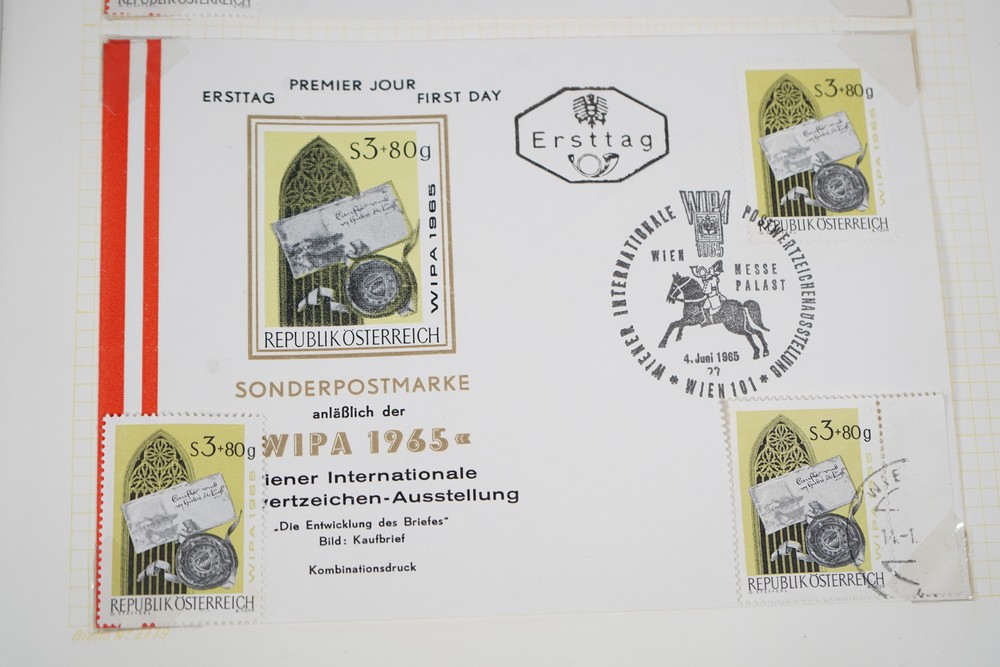 REPUBLIK ÖSTERREICH
PREMIER JOUR
ERSTTAG FIRST DAY
Ersttag
S3+80g
WIPA 1965
REPUBLIK ÖSTERREICH
S3+80g
WIPA 1965
REPUBLIK ÖSTERREICH
WIPA 1965
WIENER INTERNATIONALE POSTWERTZEICHENAUSSTELLUNG
WIEN MESSE
PALAST
4. Juni 1965
* WIEN 101 *
SONDERPOSTMARKE
anläßlich der
WIPA 1965«
iener Internationale
vertzeichen-Ausstellung
„Die Entwicklung des Briefes"
Bild: Kaufbrief
Kombinationsdruck
S3+80g
WIPA 1965
REPUBLIK ÖSTERREICH
S3+80g
REPUBLIK ÖSTERREICH
WIE